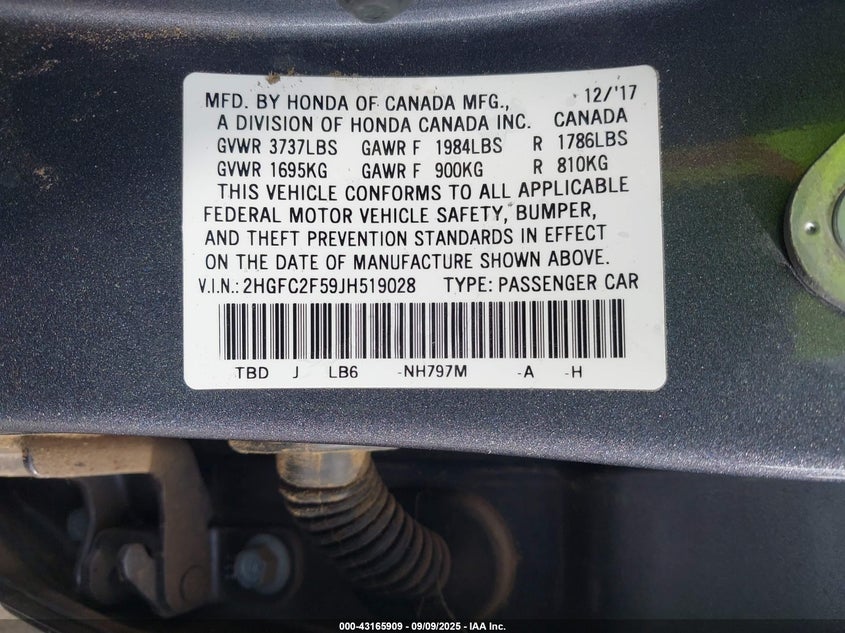 MFD. BY HONDA OF CANADA MFG., 12/'17
A DIVISION OF HONDA CANADA INC. CANADA
GVWR 3737LBS GAWR F 1984LBS R 1786LBS
GVWR 1695KG GAWR F 900KG R 810KG
THIS VEHICLE CONFORMS TO ALL APPLICABLE
FEDERAL MOTOR VEHICLE SAFETY, BUMPER,
AND THEFT PREVENTION STANDARDS IN EFFECT
ON THE DATE OF MANUFACTURE SHOWN ABOVE.
V.I.N.: 2HGFC2F59JH519028 TYPE: PASSENGER CAR
TBD J LB6 -NH797M -A -H
000-43165909 - 09/09/2025 - IAA Inc.